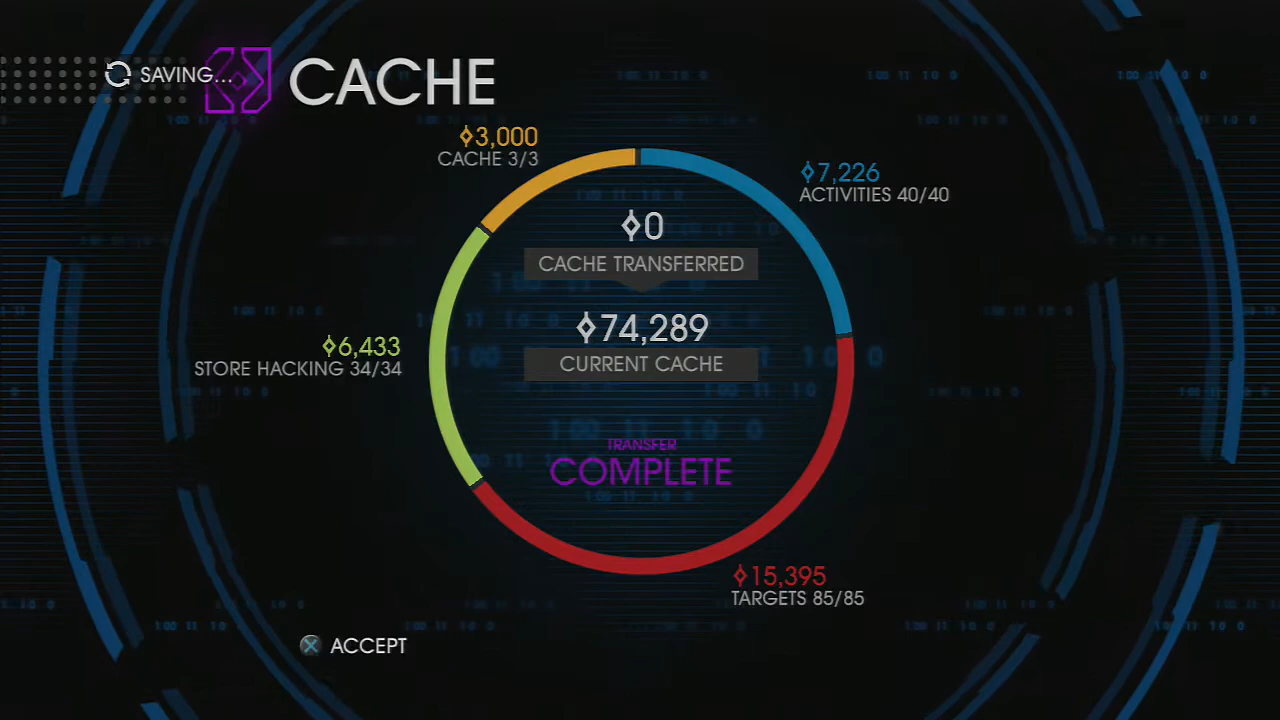 SAVING...
CACHE
3,000
CACHE 3/3
7,226
ACTIVITIES 40/40
0
CACHE TRANSFERRED
74,289
CURRENT CACHE
6,433
STORE HACKING 34/34
TRANSFER
COMPLETE
15,395
TARGETS 85/85
ACCEPT